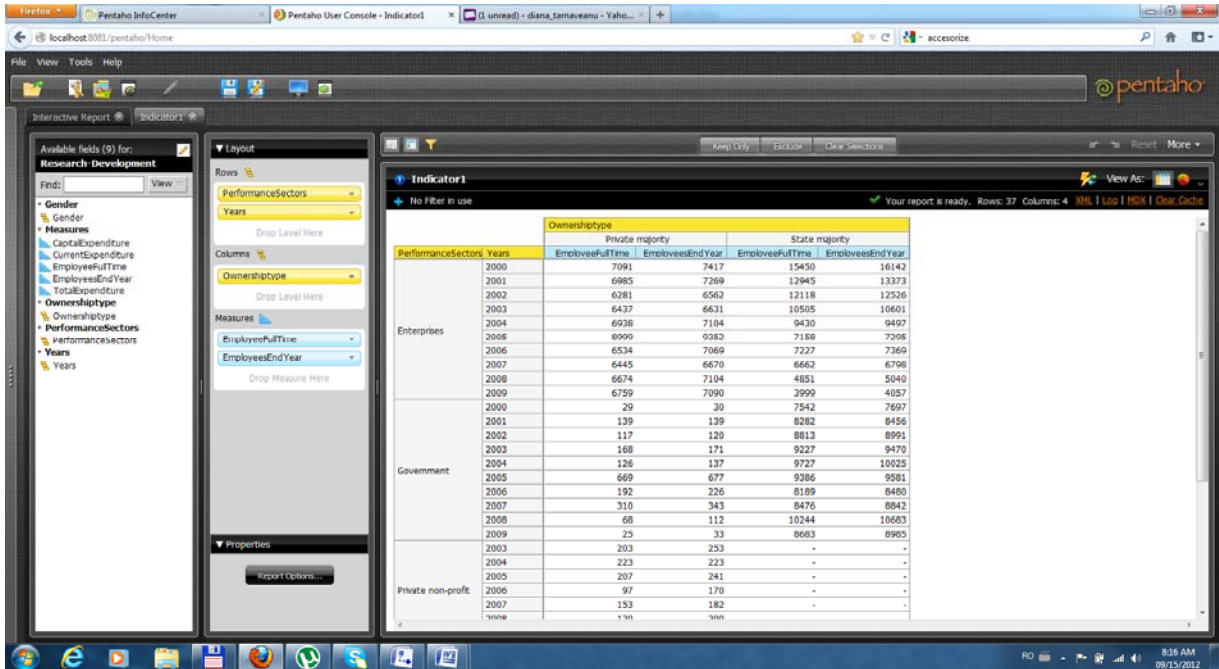 Firefox
Pentaho InfoCenter
Pentaho User Console - Indicator1
(1 unread) - diana_tarnaveanu - Yaho...
localhost:8081/pentaho/Home
accesorize
File View Tools Help
pentaho
Interactive Report
Indicator1
Available fields (9) for:
Research-Development
Find:
View
Gender
Gender
Measures
CapitalExpenditure
CurrentExpenditure
EmployeeFullTime
EmployeesEndYear
TotalExpenditure
Ownershiptype
Ownershiptype
PerformanceSectors
PerformanceSectors
Years
Years
Layout
Rows
PerformanceSectors
Years
Drop Level Here
Columns
Ownershiptype
Drop Level Here
Measures
EmployeeFullTime
EmployeesEndYear
Drop Measure Here
Properties
Report Options...
Keep Only Exclude Clear Selections
Reset More
Indicator1
View As:
No Filter in use
Your report is ready. Rows: 37 Columns: 4 XML | Log | MDX | Clear Cache
Ownershiptype
Private majority State majority
PerformanceSectors Years EmployeeFullTime EmployeesEndYear EmployeeFullTime EmployeesEndYear
Enterprises
2000 7091 7417 15450 16142
2001 6985 7269 12945 13373
2002 6281 6562 12118 12526
2003 6437 6631 10505 10601
2004 6938 7104 9430 9497
2005
2006 6534 7069 7227 7369
2007 6445 6670 6662 6798
2008 6674 7104 4851 5040
2009 6759 7090 3999 4057
Government
2000 29 30 7542 7697
2001 139 139 8282 8456
2002 117 120 8813 8991
2003 168 171 9227 9470
2004 126 137 9727 10025
2005 669 677 9386 9581
2006 192 226 8189 8480
2007 310 343 8476 8842
2008 68 112 10244 10683
2009 25 33 8683 8985
Private non-profit
2003 203 253 - -
2004 223 223 - -
2005 207 241 - -
2006 97 170 - -
2007 153 182 - -
RO
8:16 AM
09/15/2012